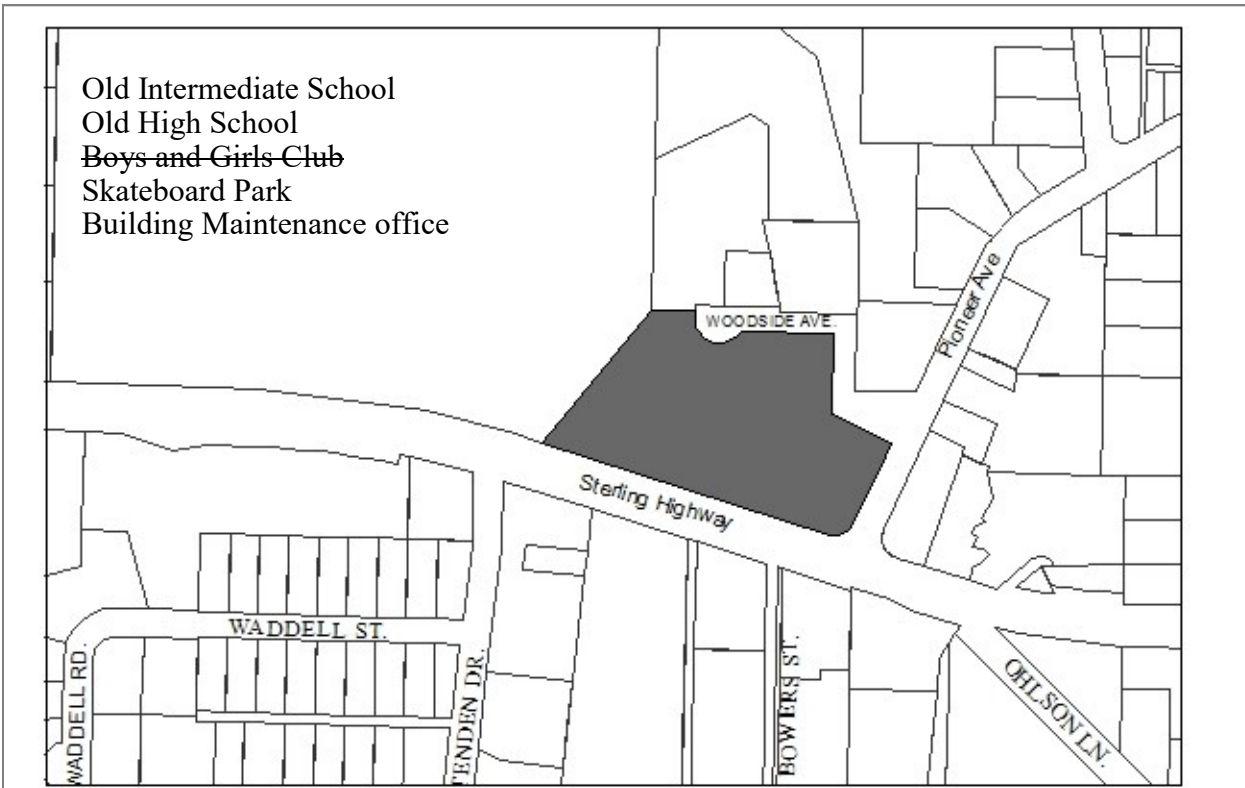 Old Intermediate School
Old High School
Boys and Girls Club
Skateboard Park
Building Maintenance office
WOODSIDE AVE.
Pioneer Ave
Sterling Highway
WADDELL ST.
WADDELL RD.
TENDEN DR.
BOWERS ST.
OHLSON LN.